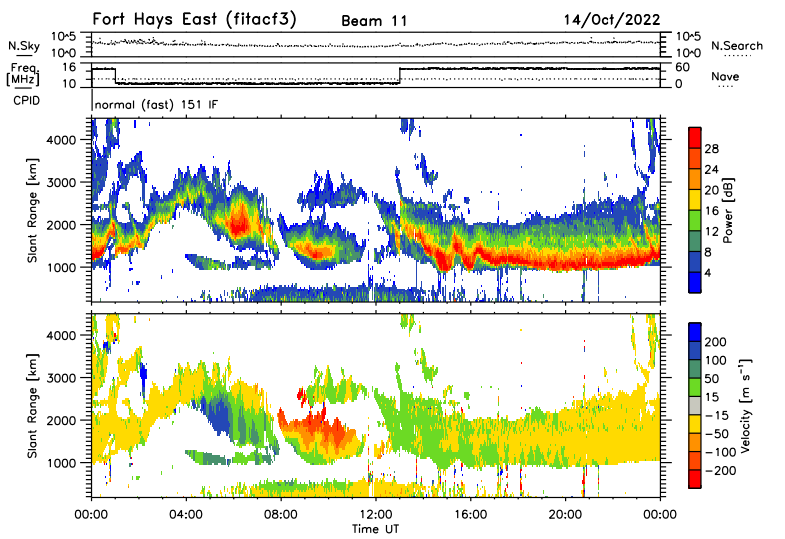 Fort Hays East (fitacf3) Beam 11 14/Oct/2022
N.Sky 10^5 10^0 10^5 10^0 N.Search
Freq. [MHz] 16 10 60 0 Nave
CPID normal (fast) 151 IF
Slant Range [km] 4000 3000 2000 1000
28 24 20 16 12 8 4 Power [dB]
Slant Range [km] 4000 3000 2000 1000
200 100 50 15 −15 −50 −100 −200 Velocity [m s⁻¹]
00:00 04:00 08:00 12:00 16:00 20:00 00:00
Time UT